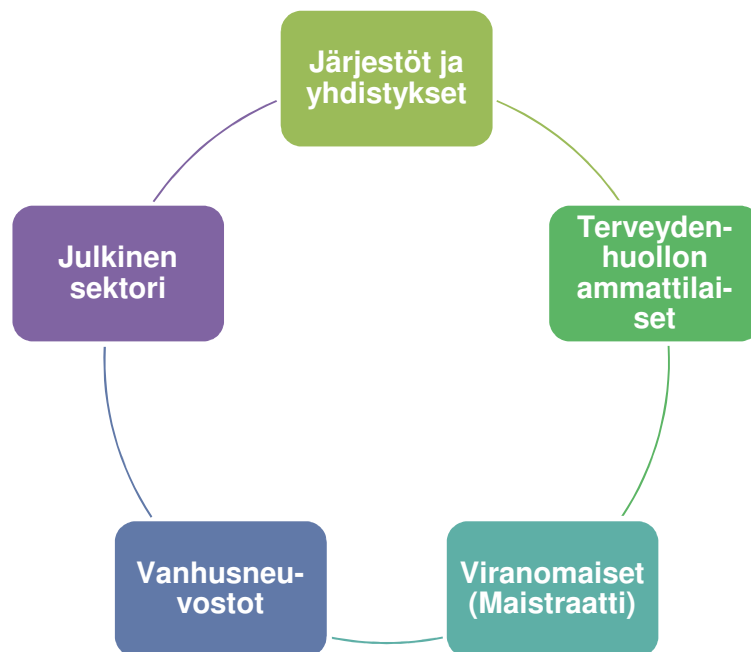 Järjestöt ja
yhdistykset
Terveyden-
huollon
ammattilai-
set
Viranomaiset
(Maistraatti)
Vanhusneu-
vostot
Julkinen
sektori